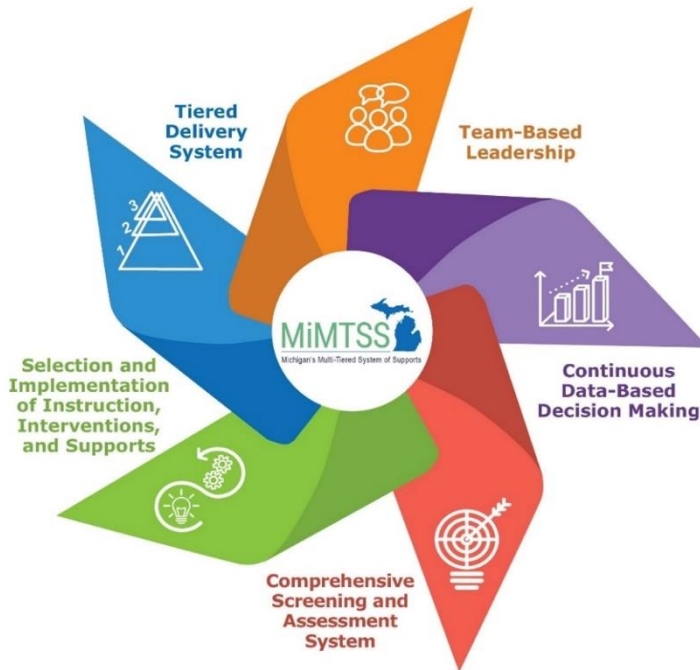 Tiered
Delivery
System
Team-Based
Leadership
3
2
1
MiMTSS
Michigan's Multi-Tiered System of Supports
Selection and
Implementation
of Instruction,
Interventions,
and Supports
Continuous
Data-Based
Decision Making
Comprehensive
Screening and
Assessment
System